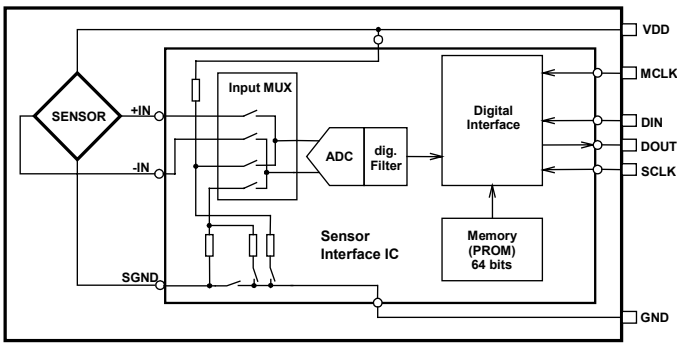 VDD
MCLK
Input MUX
SENSOR
+IN
Digital
Interface
DIN
DOUT
ADC
dig.
Filter
-IN
SCLK
Sensor
Interface IC
Memory
(PROM)
64 bits
SGND
GND